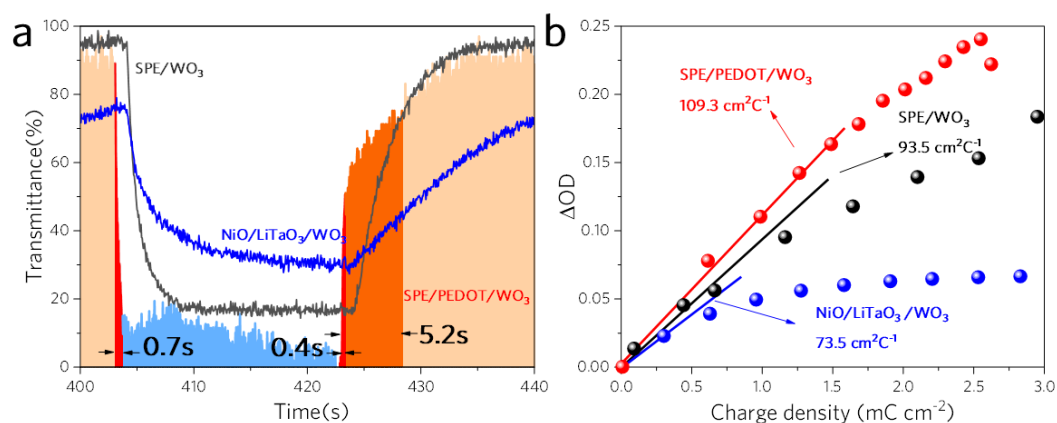 a
100
80
60
40
20
0
Transmittance(%)
SPE/WO₃
NiO/LiTaO₃/WO₃
SPE/PEDOT/WO₃
0.7s
0.4s
5.2s
400
410
420
430
440
Time(s)
b
0.25
0.20
0.15
0.10
0.05
0.00
ΔOD
SPE/PEDOT/WO₃
109.3 cm²C⁻¹
SPE/WO₃
93.5 cm²C⁻¹
NiO/LiTaO₃/WO₃
73.5 cm²C⁻¹
0.0
0.5
1.0
1.5
2.0
2.5
3.0
Charge density (mC cm⁻²)